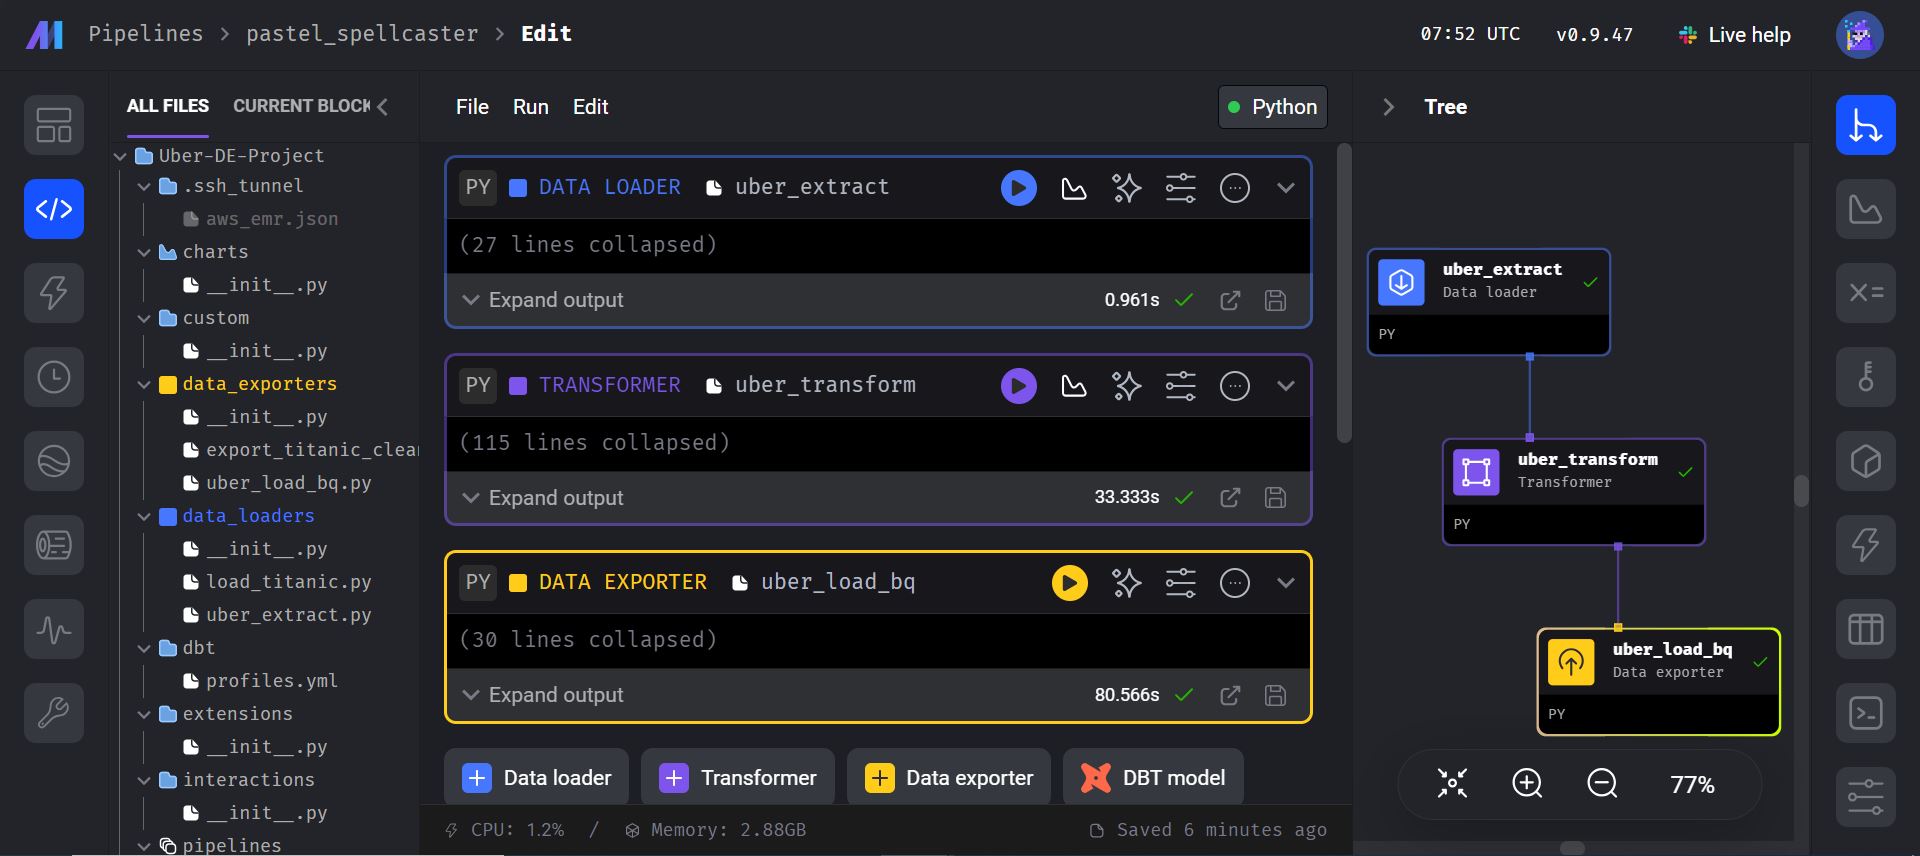 Pipelines > pastel_spellcaster > Edit
07:52 UTC
v0.9.47
Live help
ALL FILES
CURRENT BLOCK
Uber-DE-Project
.ssh_tunnel
aws_emr.json
charts
__init__.py
custom
__init__.py
data_exporters
__init__.py
export_titanic_clea
uber_load_bq.py
data_loaders
__init__.py
load_titanic.py
uber_extract.py
dbt
profiles.yml
extensions
__init__.py
interactions
__init__.py
pipelines
File
Run
Edit
Python
PY DATA LOADER uber_extract
(27 lines collapsed)
Expand output 0.961s
PY TRANSFORMER uber_transform
(115 lines collapsed)
Expand output 33.333s
PY DATA EXPORTER uber_load_bq
(30 lines collapsed)
Expand output 80.566s
Data loader
Transformer
Data exporter
DBT model
CPU: 1.2% / Memory: 2.88GB
Saved 6 minutes ago
Tree
uber_extract
Data loader
PY
uber_transform
Transformer
PY
uber_load_bq
Data exporter
PY
77%